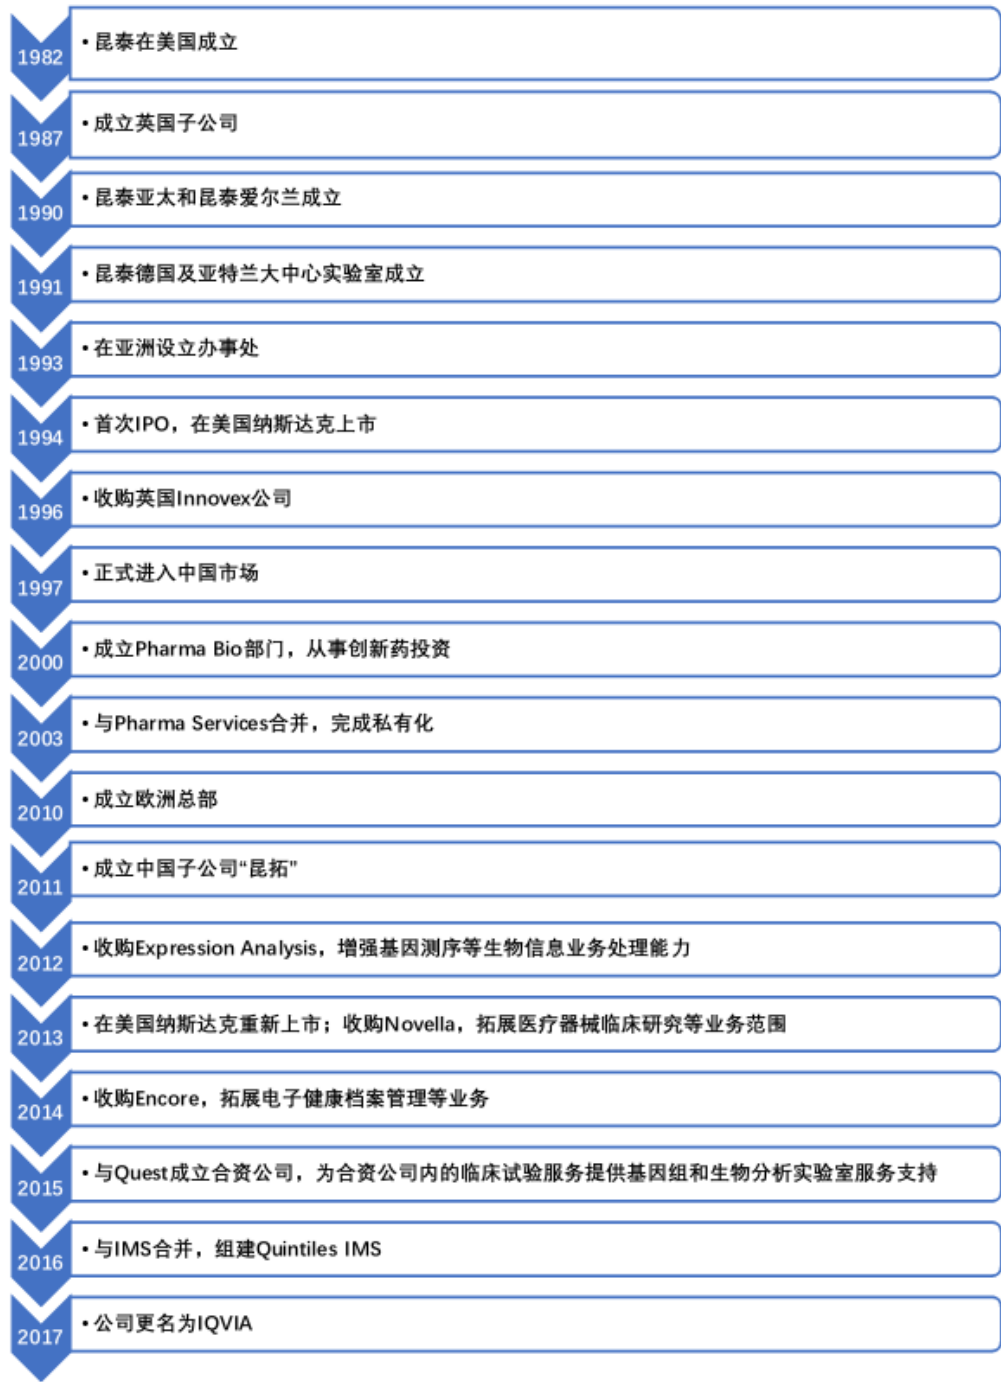 1982
• 昆泰在美国成立
1987
• 成立英国子公司
1990
• 昆泰亚太和昆泰爱尔兰成立
1991
• 昆泰德国及亚特兰大中心实验室成立
1993
• 在亚洲设立办事处
1994
• 首次IPO，在美国纳斯达克上市
1996
• 收购英国Innovex公司
1997
• 正式进入中国市场
2000
• 成立Pharma Bio部门，从事创新药投资
2003
• 与Pharma Services合并，完成私有化
2010
• 成立欧洲总部
2011
• 成立中国子公司“昆拓”
2012
• 收购Expression Analysis，增强基因测序等生物信息业务处理能力
2013
• 在美国纳斯达克重新上市；收购Novella，拓展医疗器械临床研究等业务范围
2014
• 收购Encore，拓展电子健康档案管理等业务
2015
• 与Quest成立合资公司，为合资公司内的临床试验服务提供基因组和生物分析实验室服务支持
2016
• 与IMS合并，组建Quintiles IMS
2017
• 公司更名为IQVIA